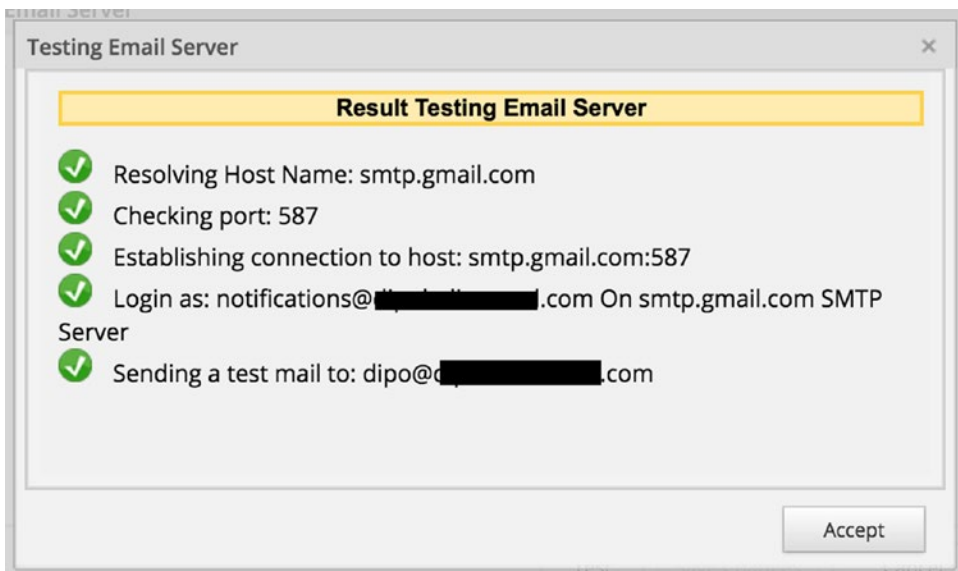 Email Server
Testing Email Server
Result Testing Email Server
Resolving Host Name: smtp.gmail.com
Checking port: 587
Establishing connection to host: smtp.gmail.com:587
Login as: notifications@ .com On smtp.gmail.com SMTP
Server
Sending a test mail to: dipo@ .com
Accept